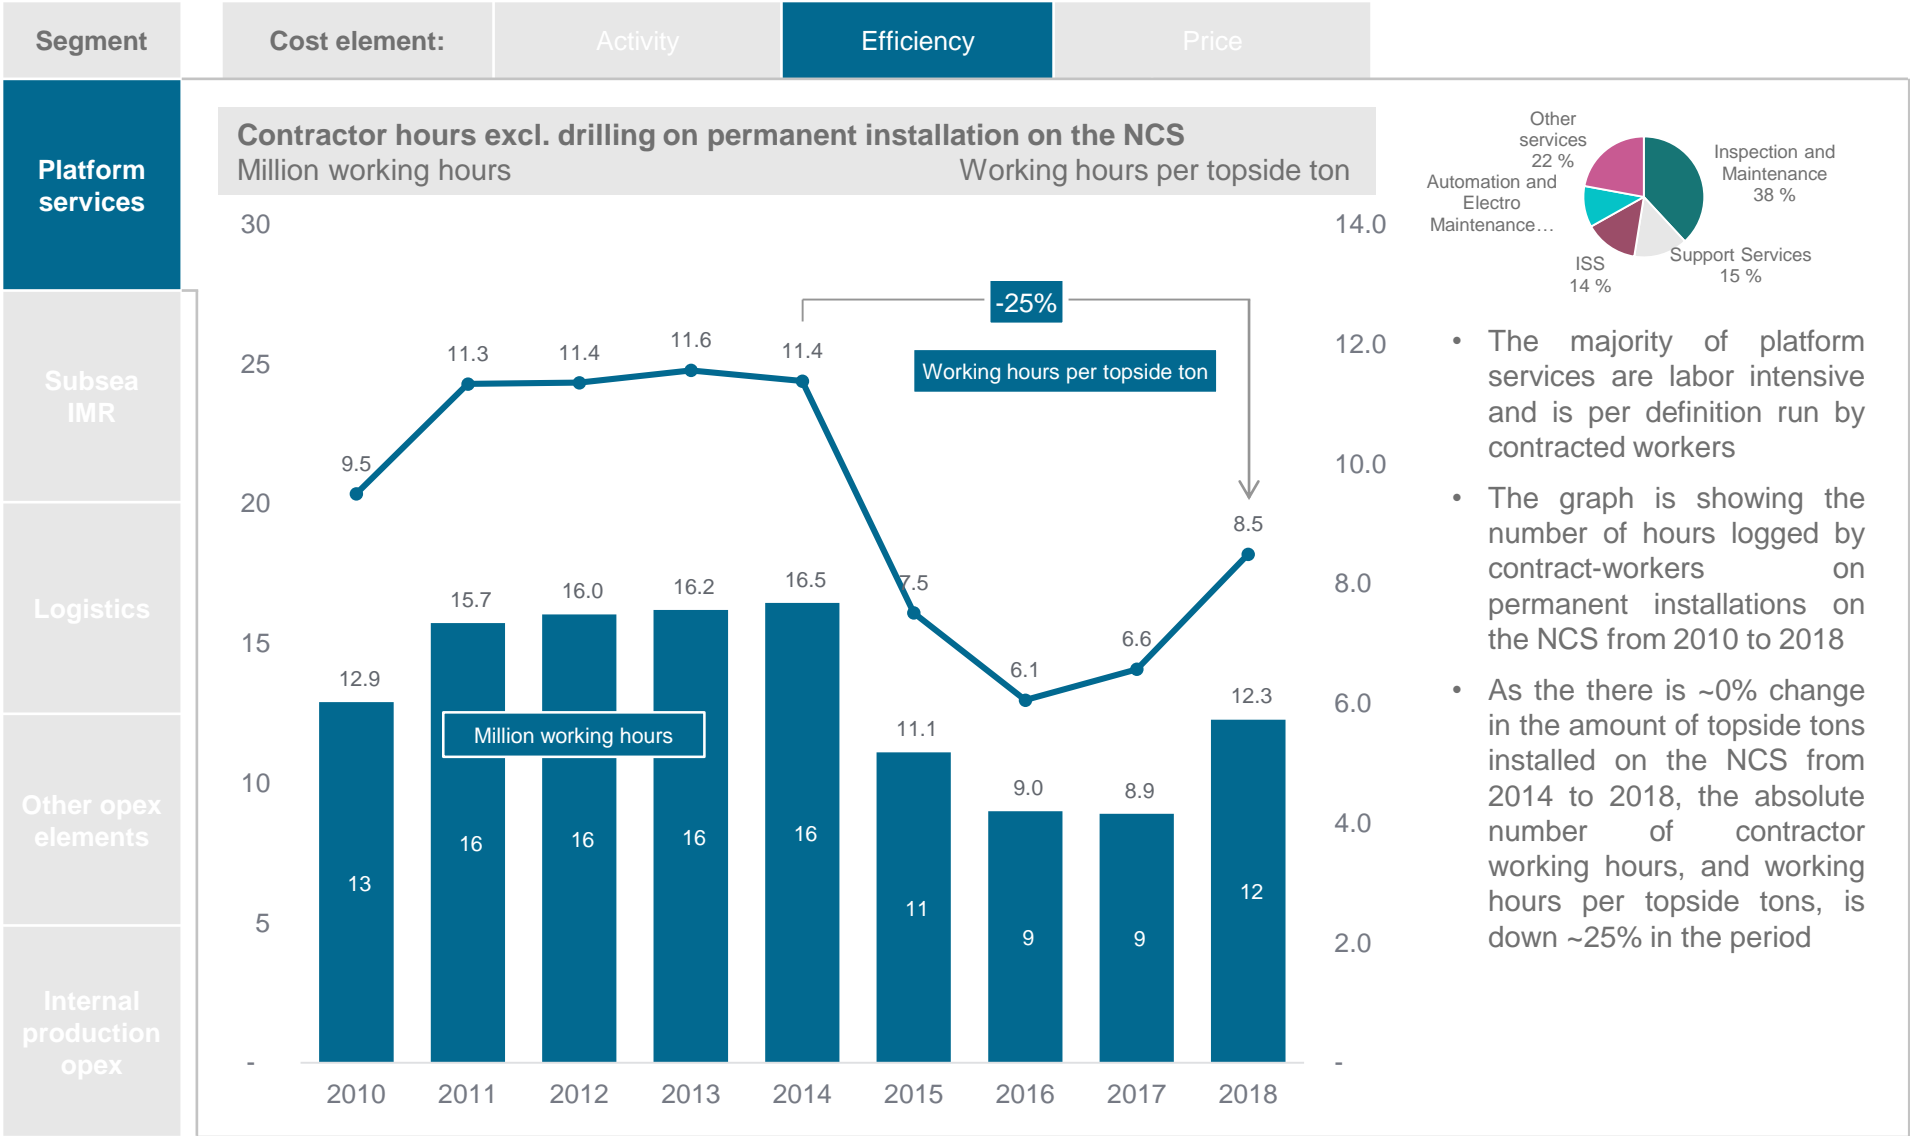 Segment
Cost element:
Activity
Efficiency
Price
Platform
services
Subsea
IMR
Logistics
Other opex
elements
Internal
production
opex
Contractor hours excl. drilling on permanent installation on the NCS
Million working hours
Working hours per topside ton
30
25
20
15
10
5
-
14.0
12.0
10.0
8.0
6.0
4.0
2.0
-
-25%
Working hours per topside ton
9.5
11.3
11.4
11.6
11.4
7.5
6.1
6.6
8.5
12.9
15.7
16.0
16.2
16.5
11.1
9.0
8.9
12.3
Million working hours
13
16
16
16
16
11
9
9
12
2010
2011
2012
2013
2014
2015
2016
2017
2018
Other
services
22 %
Automation and
Electro
Maintenance…
ISS
14 %
Inspection and
Maintenance
38 %
Support Services
15 %
• The majority of platform
services are labor intensive
and is per definition run by
contracted workers
• The graph is showing the
number of hours logged by
contract-workers on
permanent installations on
the NCS from 2010 to 2018
• As the there is ~0% change
in the amount of topside tons
installed on the NCS from
2014 to 2018, the absolute
number of contractor
working hours, and working
hours per topside tons, is
down ~25% in the period